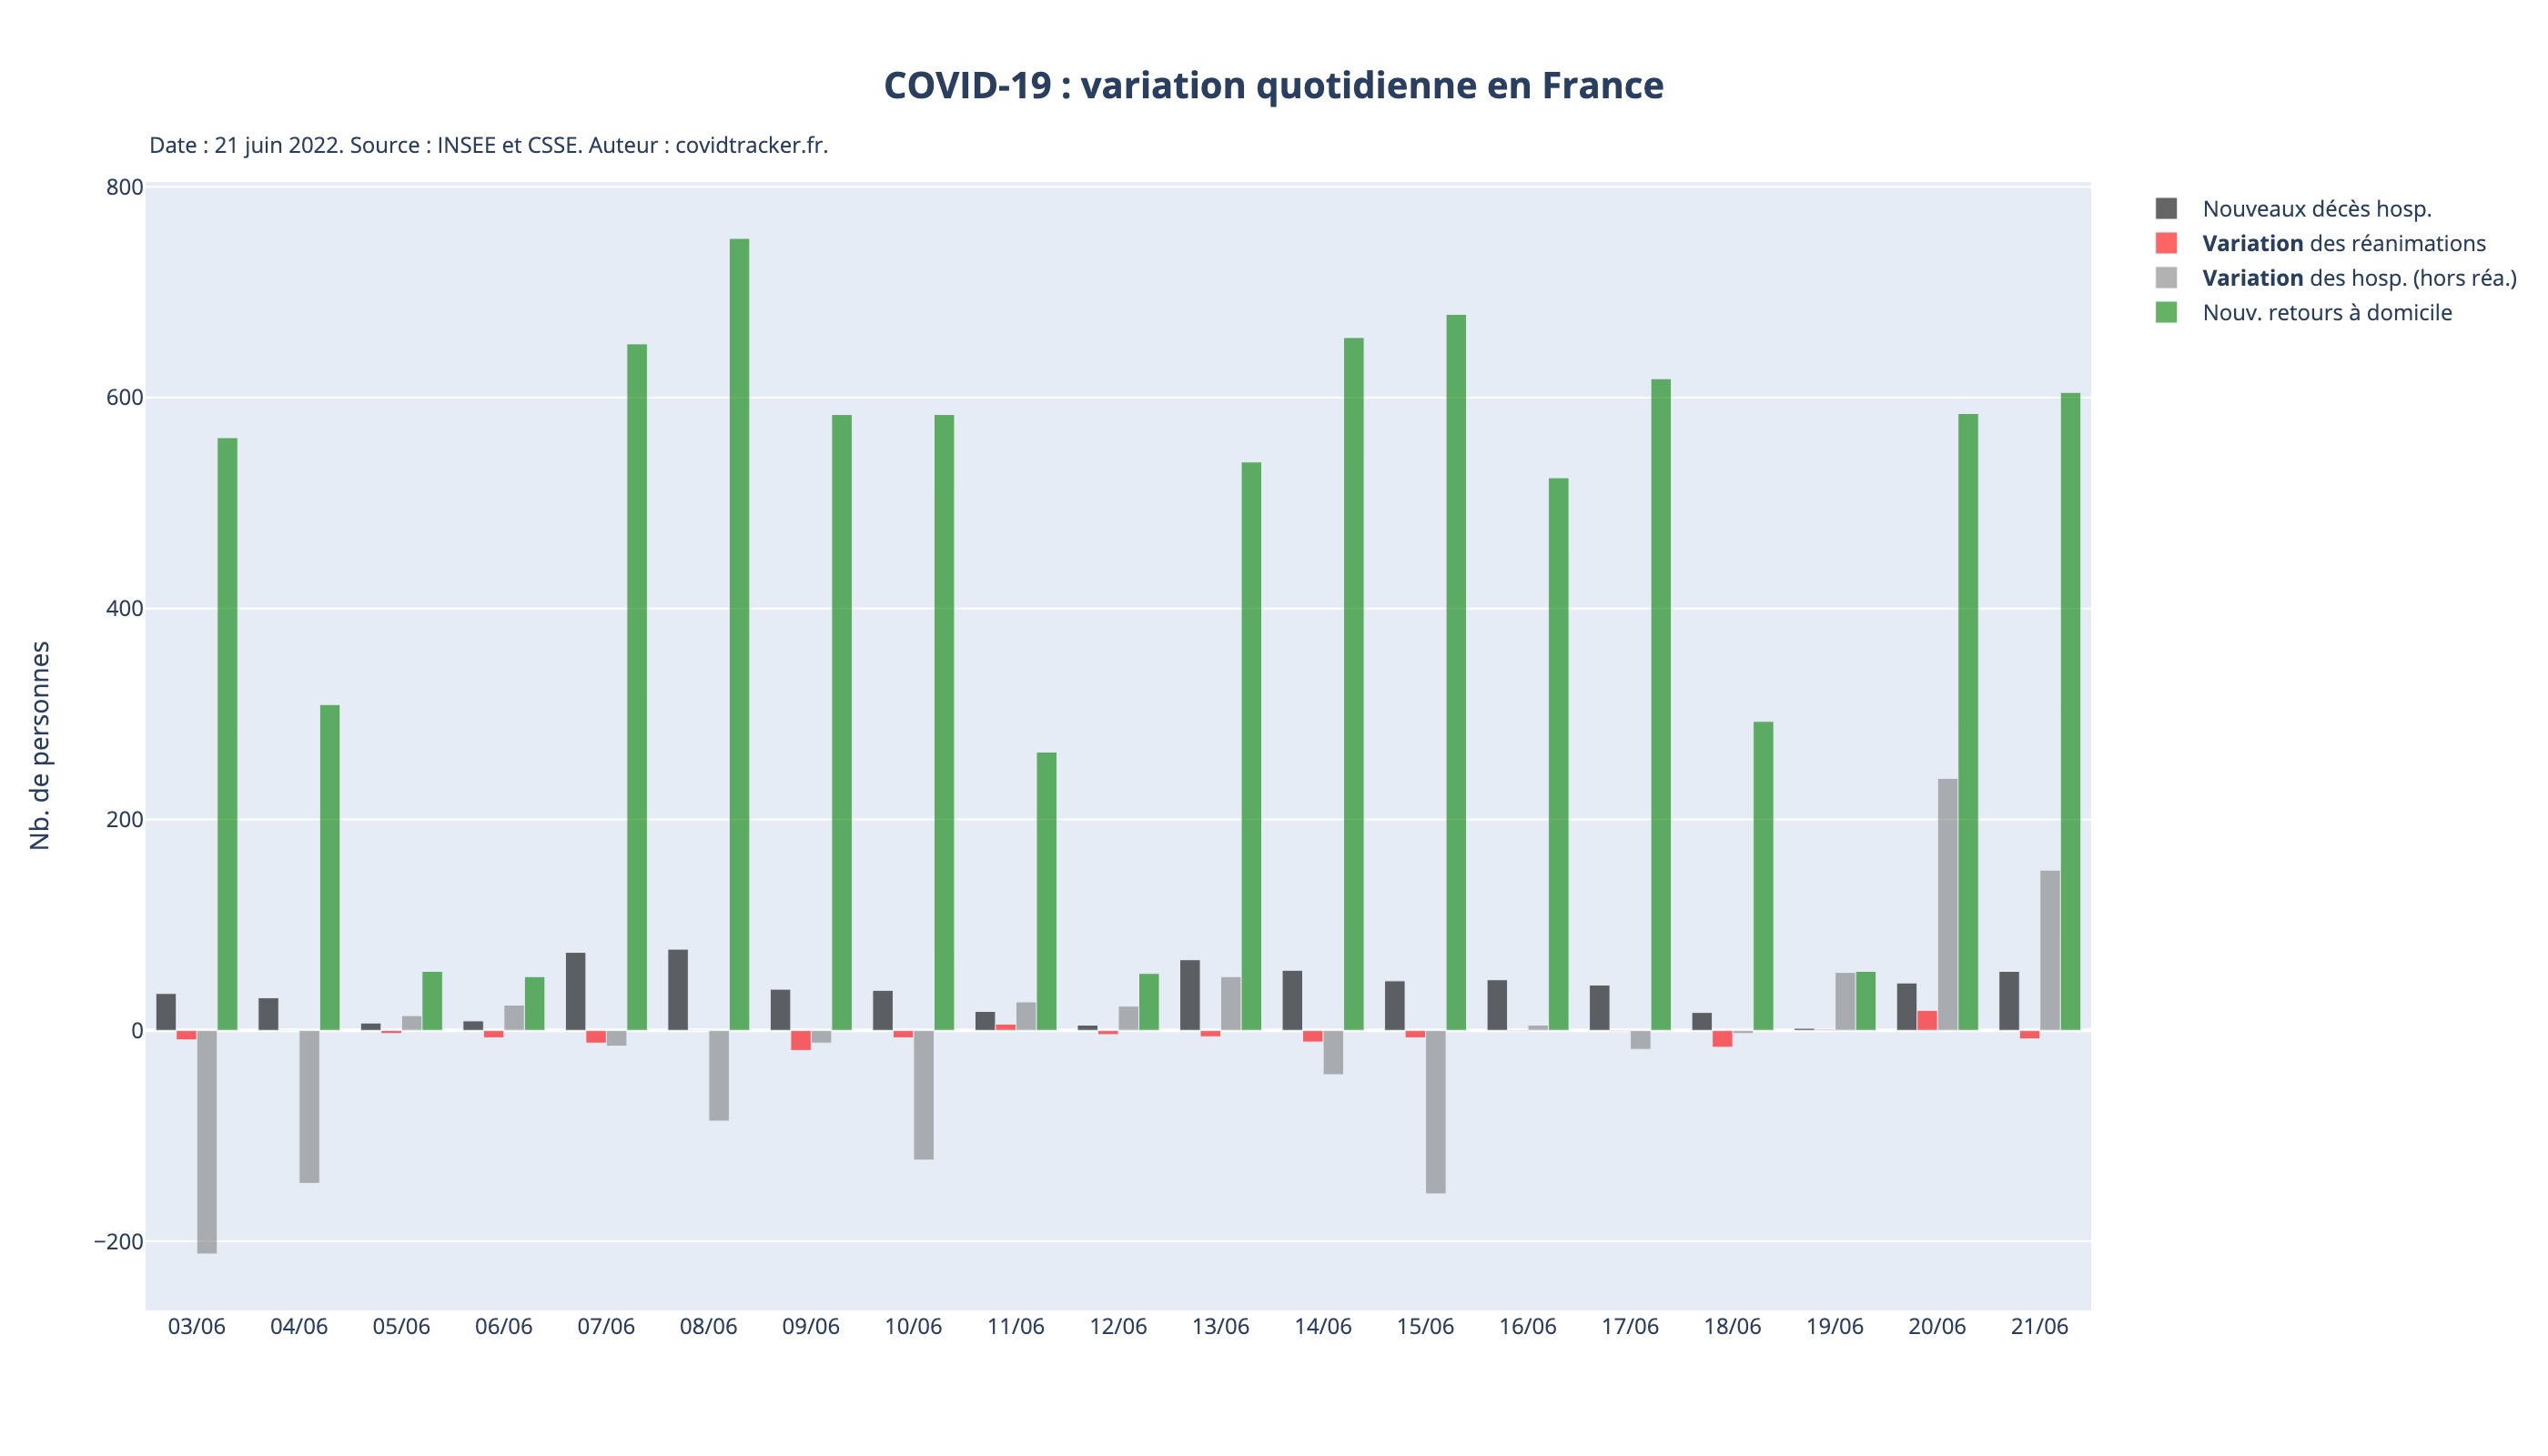 COVID-19 : variation quotidienne en France
Date : 21 juin 2022. Source : INSEE et CSSE. Auteur : covidtracker.fr.
Nb. de personnes
800
600
400
200
0
−200
03/06 04/06 05/06 06/06 07/06 08/06 09/06 10/06 11/06 12/06 13/06 14/06 15/06 16/06 17/06 18/06 19/06 20/06 21/06
Nouveaux décès hosp.
Variation des réanimations
Variation des hosp. (hors réa.)
Nouv. retours à domicile